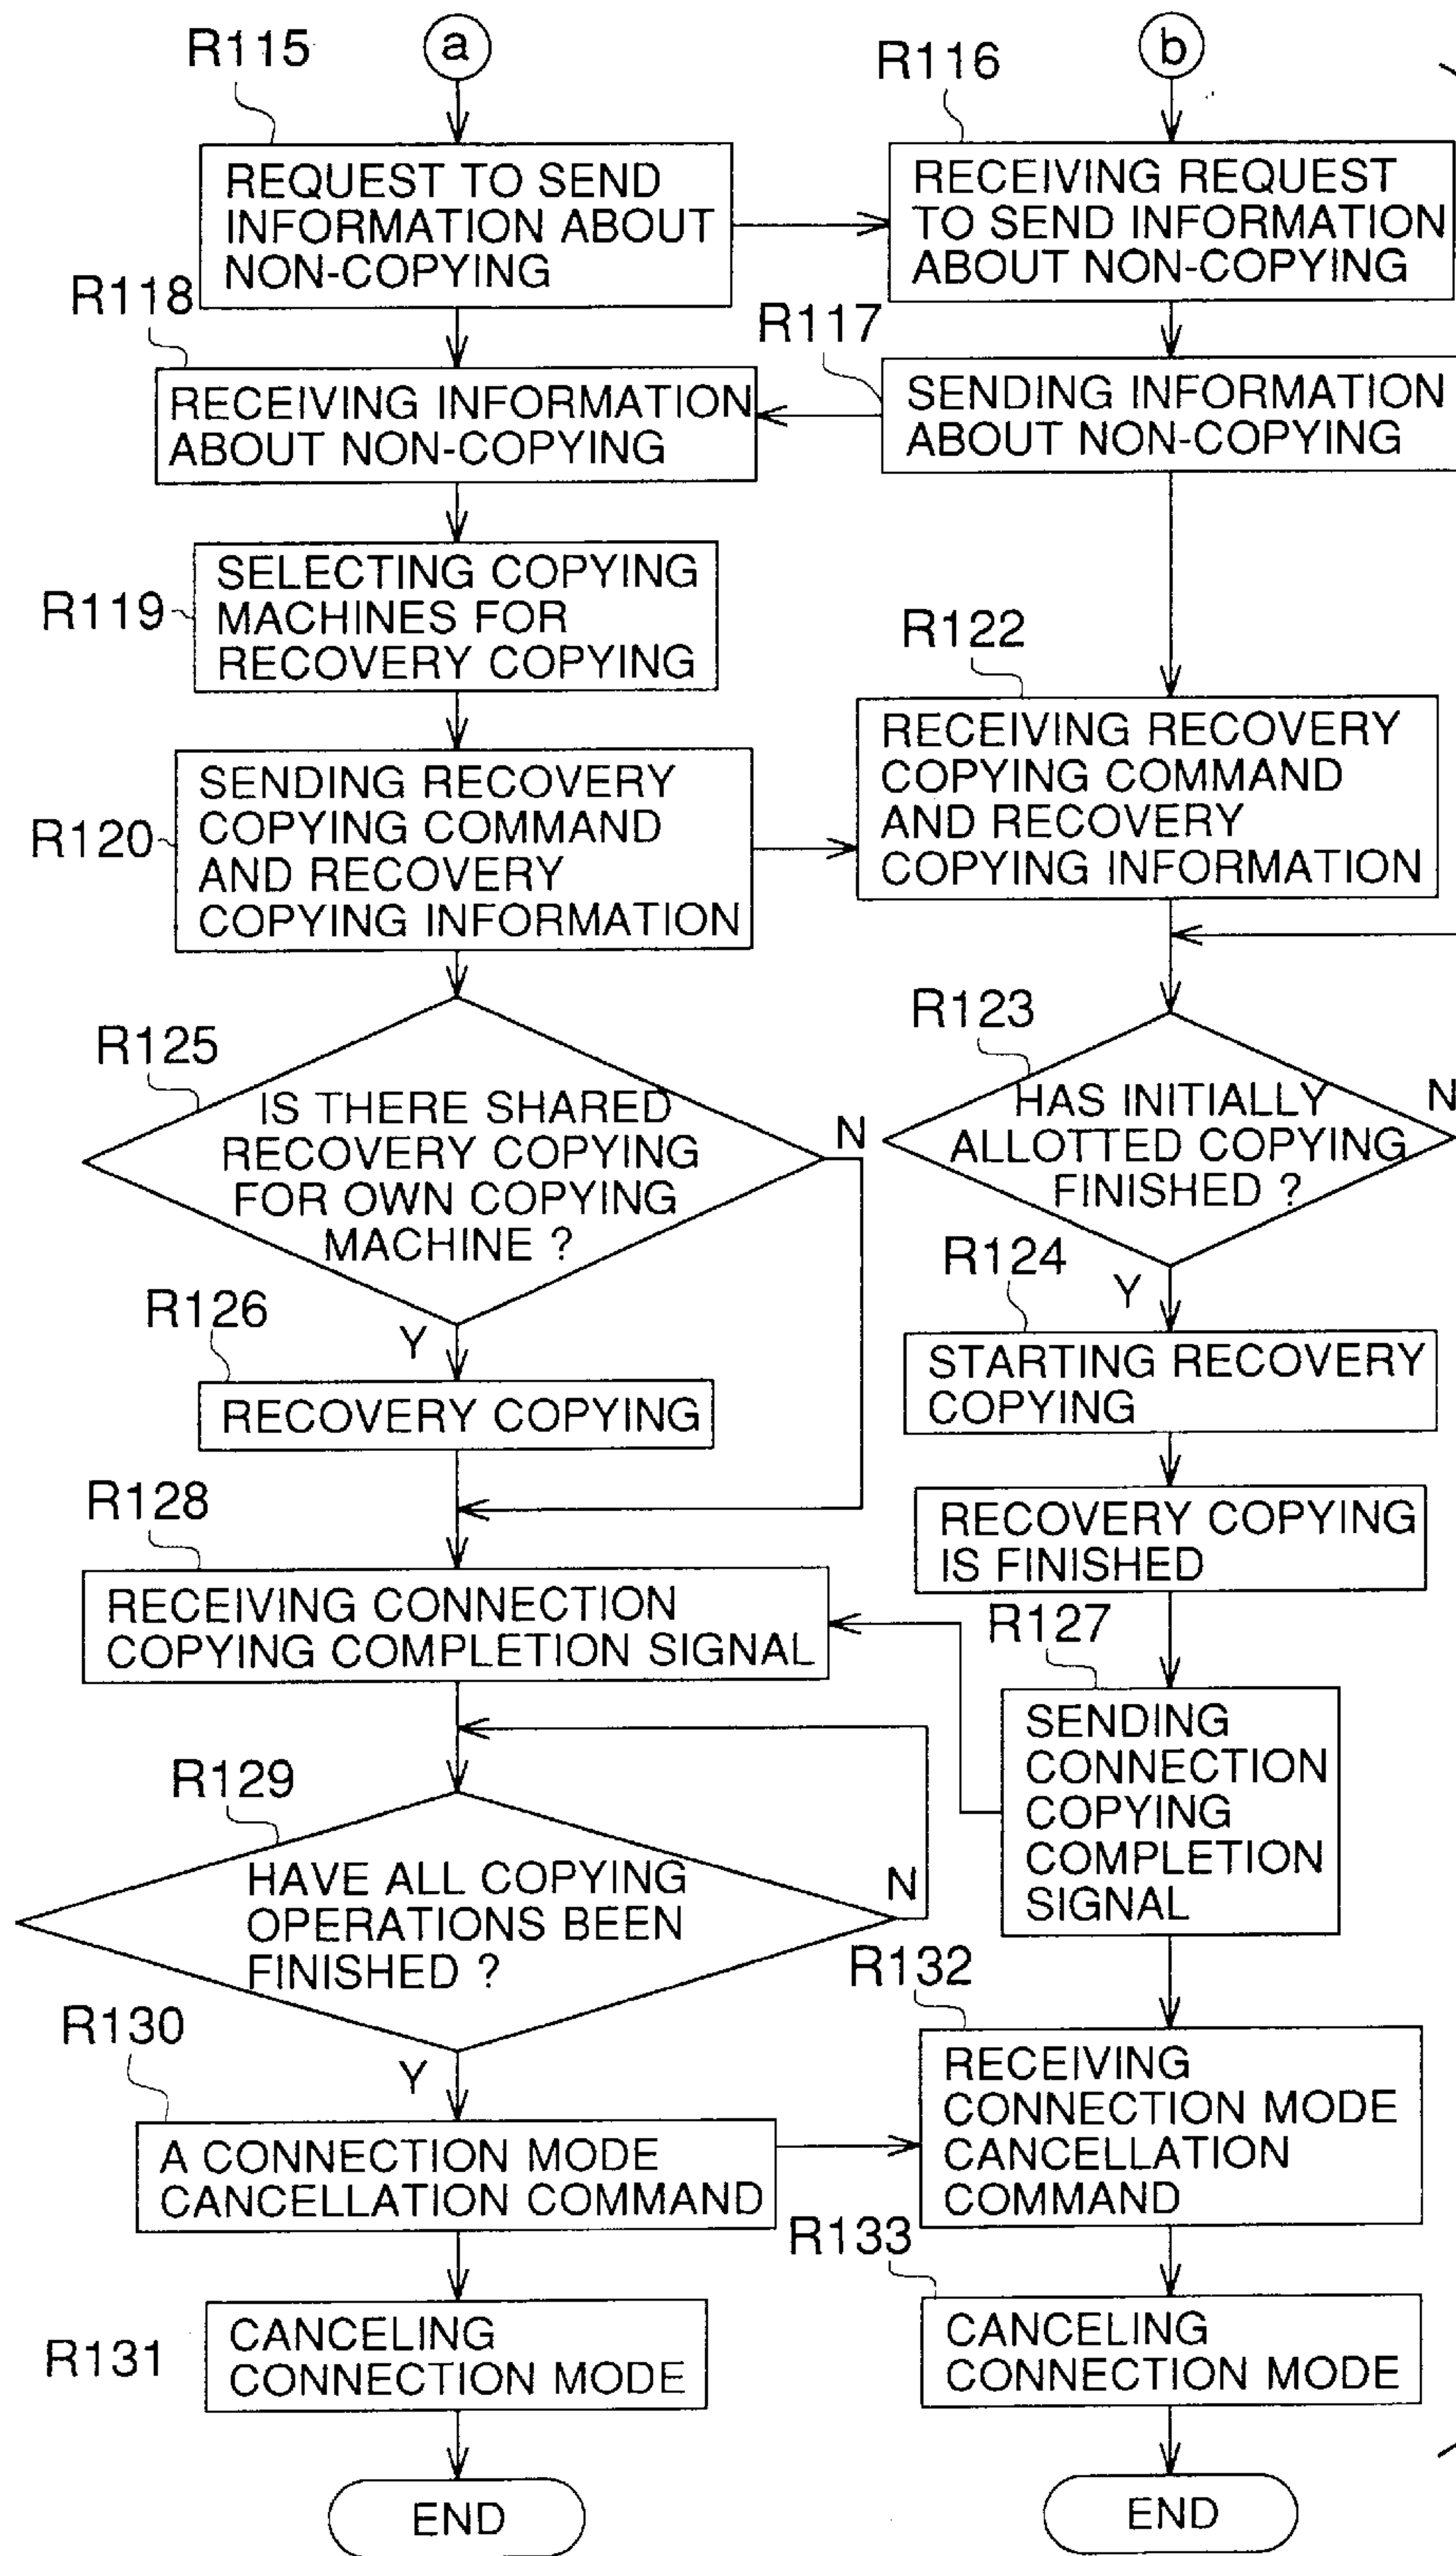 R115
a
REQUEST TO SEND
INFORMATION ABOUT
NON-COPYING
R116
b
RECEIVING REQUEST
TO SEND INFORMATION
ABOUT NON-COPYING
R118
RECEIVING INFORMATION
ABOUT NON-COPYING
R117
SENDING INFORMATION
ABOUT NON-COPYING
R119
SELECTING COPYING
MACHINES FOR
RECOVERY COPYING
R120
SENDING RECOVERY
COPYING COMMAND
AND RECOVERY
COPYING INFORMATION
R122
RECEIVING RECOVERY
COPYING COMMAND
AND RECOVERY
COPYING INFORMATION
R125
IS THERE SHARED
RECOVERY COPYING
FOR OWN COPYING
MACHINE ?
N
Y
R123
HAS INITIALLY
ALLOTTED COPYING
FINISHED ?
N
Y
R126
RECOVERY COPYING
R124
STARTING RECOVERY
COPYING
RECOVERY COPYING
IS FINISHED
R128
RECEIVING CONNECTION
COPYING COMPLETION SIGNAL
R127
SENDING
CONNECTION
COPYING
COMPLETION
SIGNAL
R129
HAVE ALL COPYING
OPERATIONS BEEN
FINISHED ?
N
Y
R130
A CONNECTION MODE
CANCELLATION COMMAND
R132
RECEIVING
CONNECTION MODE
CANCELLATION
COMMAND
R131
CANCELING
CONNECTION MODE
R133
CANCELING
CONNECTION MODE
END
END